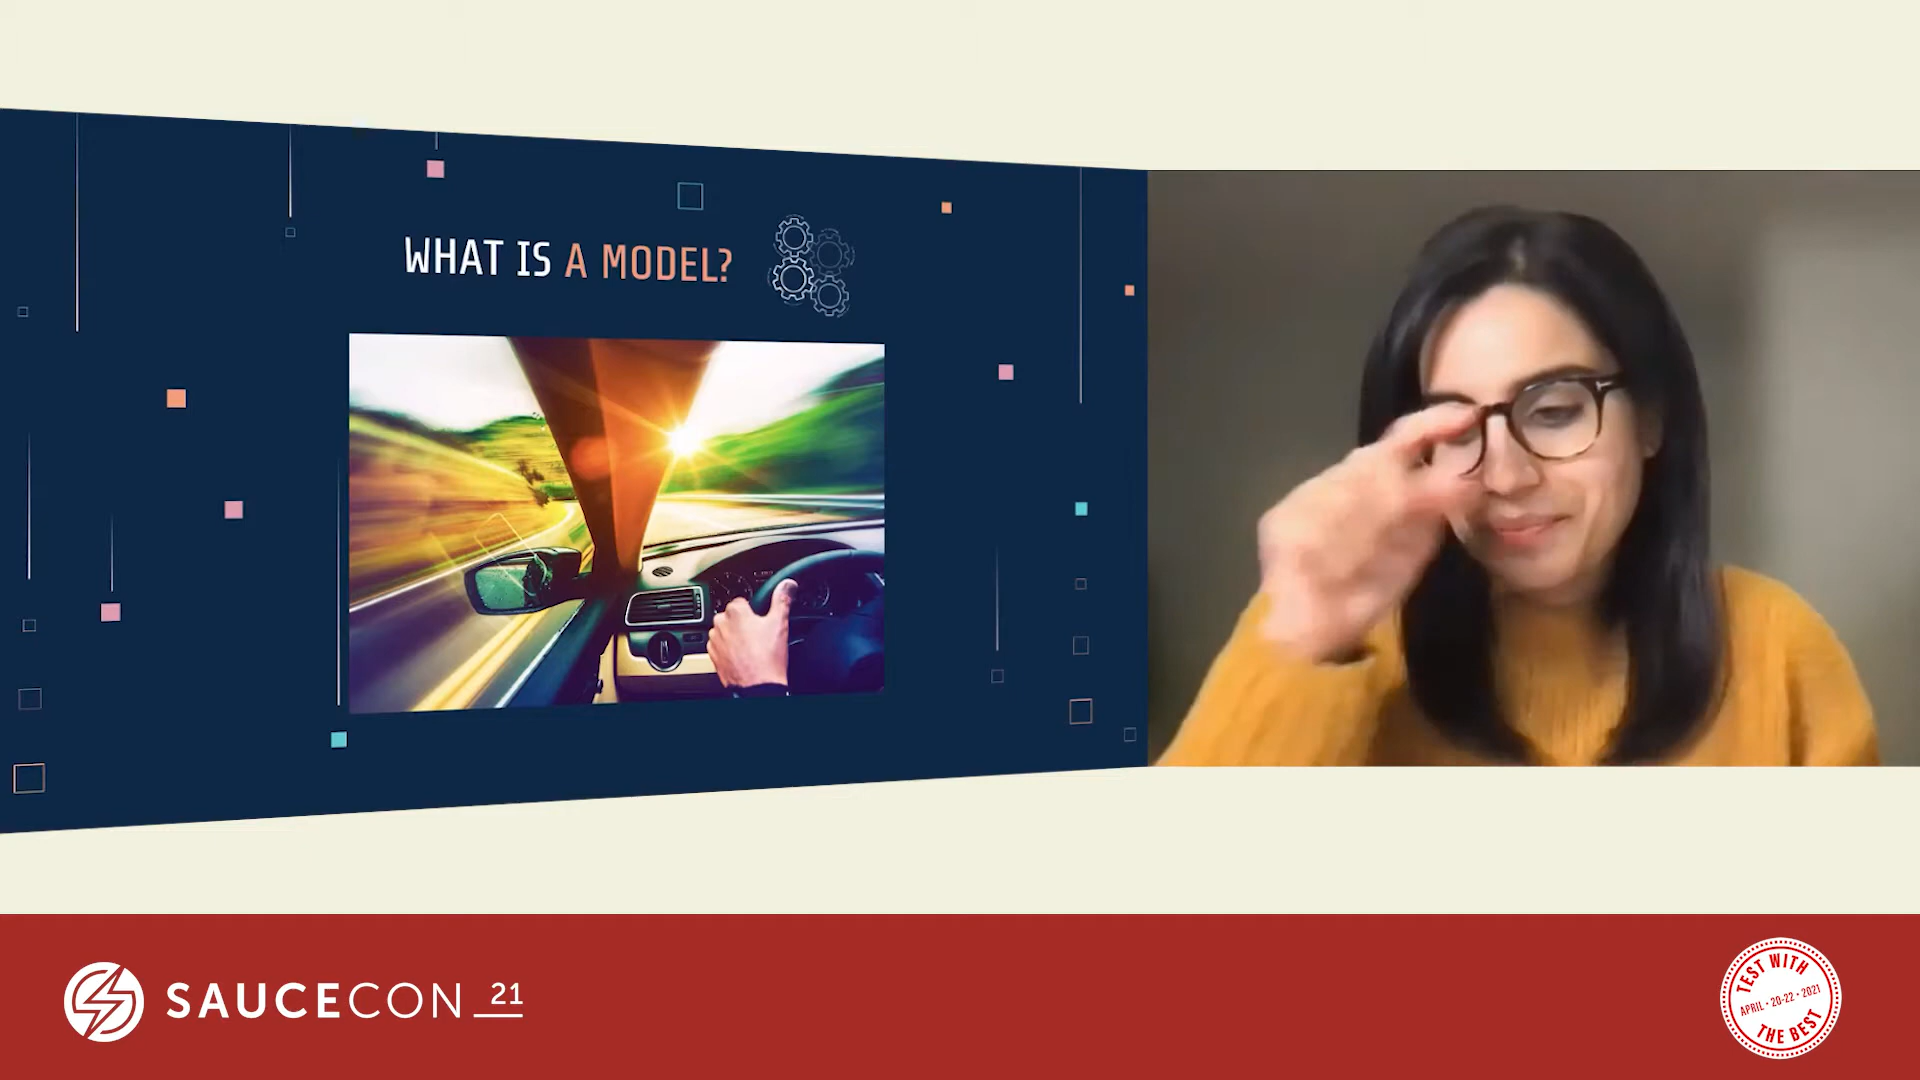 WHAT IS A MODEL?
SAUCECON 21
TEST WITH
APRIL • 20-22 • 2021
THE BEST